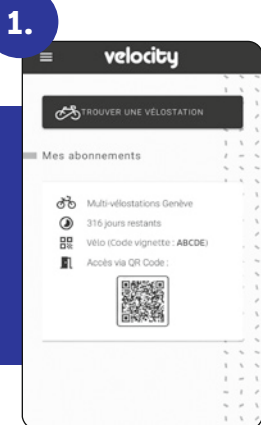 1.
velocity
TROUVER UNE VÉLOSTATION
Mes abonnements
Multi-vélostations Genève
316 jours restants
Vélo (Code vignette : ABCDE)
Accès via QR Code :